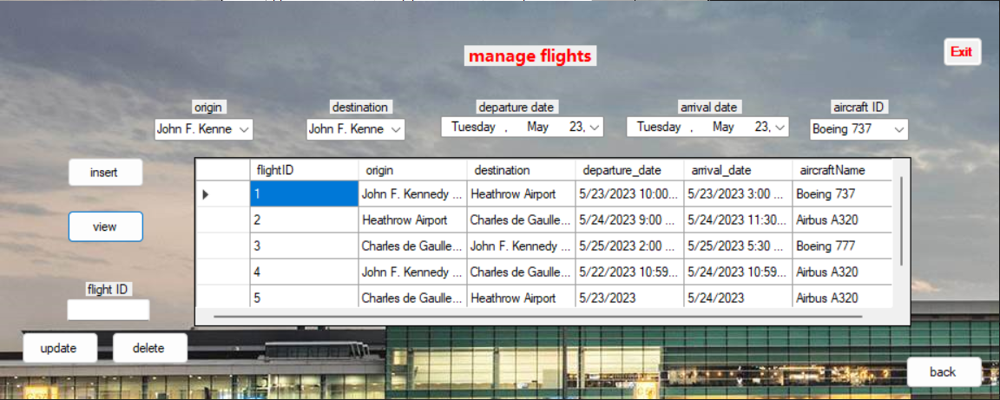 manage flights
Exit
origin destination departure date arrival date aircraft ID
John F. Kenne John F. Kenne Tuesday , May 23, Tuesday , May 23, Boeing 737
insert
view
flightID origin destination departure_date arrival_date aircraftName
1 John F. Kennedy ... Heathrow Airport 5/23/2023 10:00... 5/23/2023 3:00 ... Boeing 737
2 Heathrow Airport Charles de Gaulle... 5/24/2023 9:00 ... 5/24/2023 11:30... Airbus A320
3 Charles de Gaulle... John F. Kennedy ... 5/25/2023 2:00 ... 5/25/2023 5:30 ... Boeing 777
4 John F. Kennedy ... Charles de Gaulle... 5/22/2023 10:59... 5/24/2023 10:59... Airbus A320
5 Charles de Gaulle... Heathrow Airport 5/23/2023 5/24/2023 Airbus A320
flight ID
update delete
back